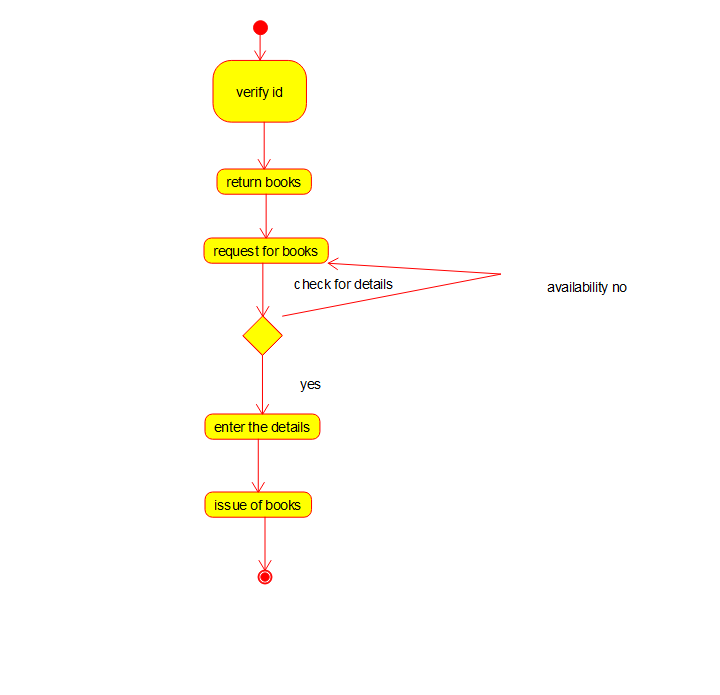 verify id
return books
request for books
check for details
availability no
yes
enter the details
issue of books